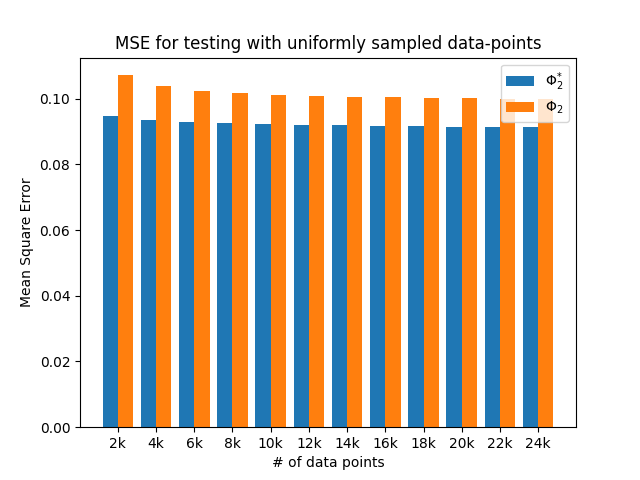 MSE for testing with uniformly sampled data-points
Φ₂*
Φ₂
Mean Square Error
0.10
0.08
0.06
0.04
0.02
0.00
2k 4k 6k 8k 10k 12k 14k 16k 18k 20k 22k 24k
# of data points